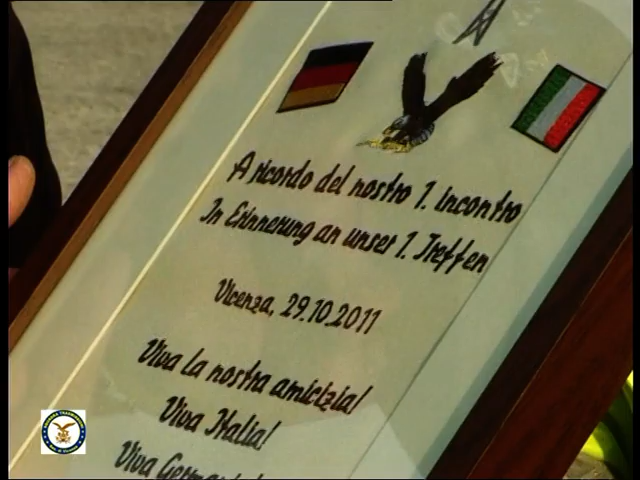 A ricordo del nostro 1. incontro
In Erinnerung an unser 1. Treffen
Vicenza, 29.10.2011
Viva la nostra amicizia!
Viva Italia!
Viva